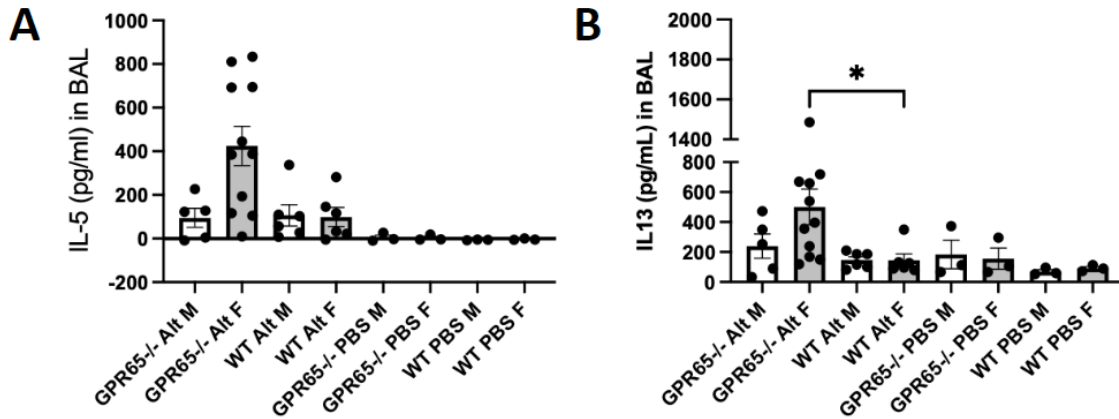 A
IL-5 (pg/ml) in BAL
1000
800
600
400
200
0
-200
GPR65-/- Alt M
GPR65-/- Alt F
WT Alt M
WT Alt F
GPR65-/- PBS M
GPR65-/- PBS F
WT PBS M
WT PBS F
B
IL13 (pg/mL) in BAL
2000
1800
1600
1400
800
600
400
200
0
*
GPR65-/- Alt M
GPR65-/- Alt F
WT Alt M
WT Alt F
GPR65-/- PBS M
GPR65-/- PBS F
WT PBS M
WT PBS F